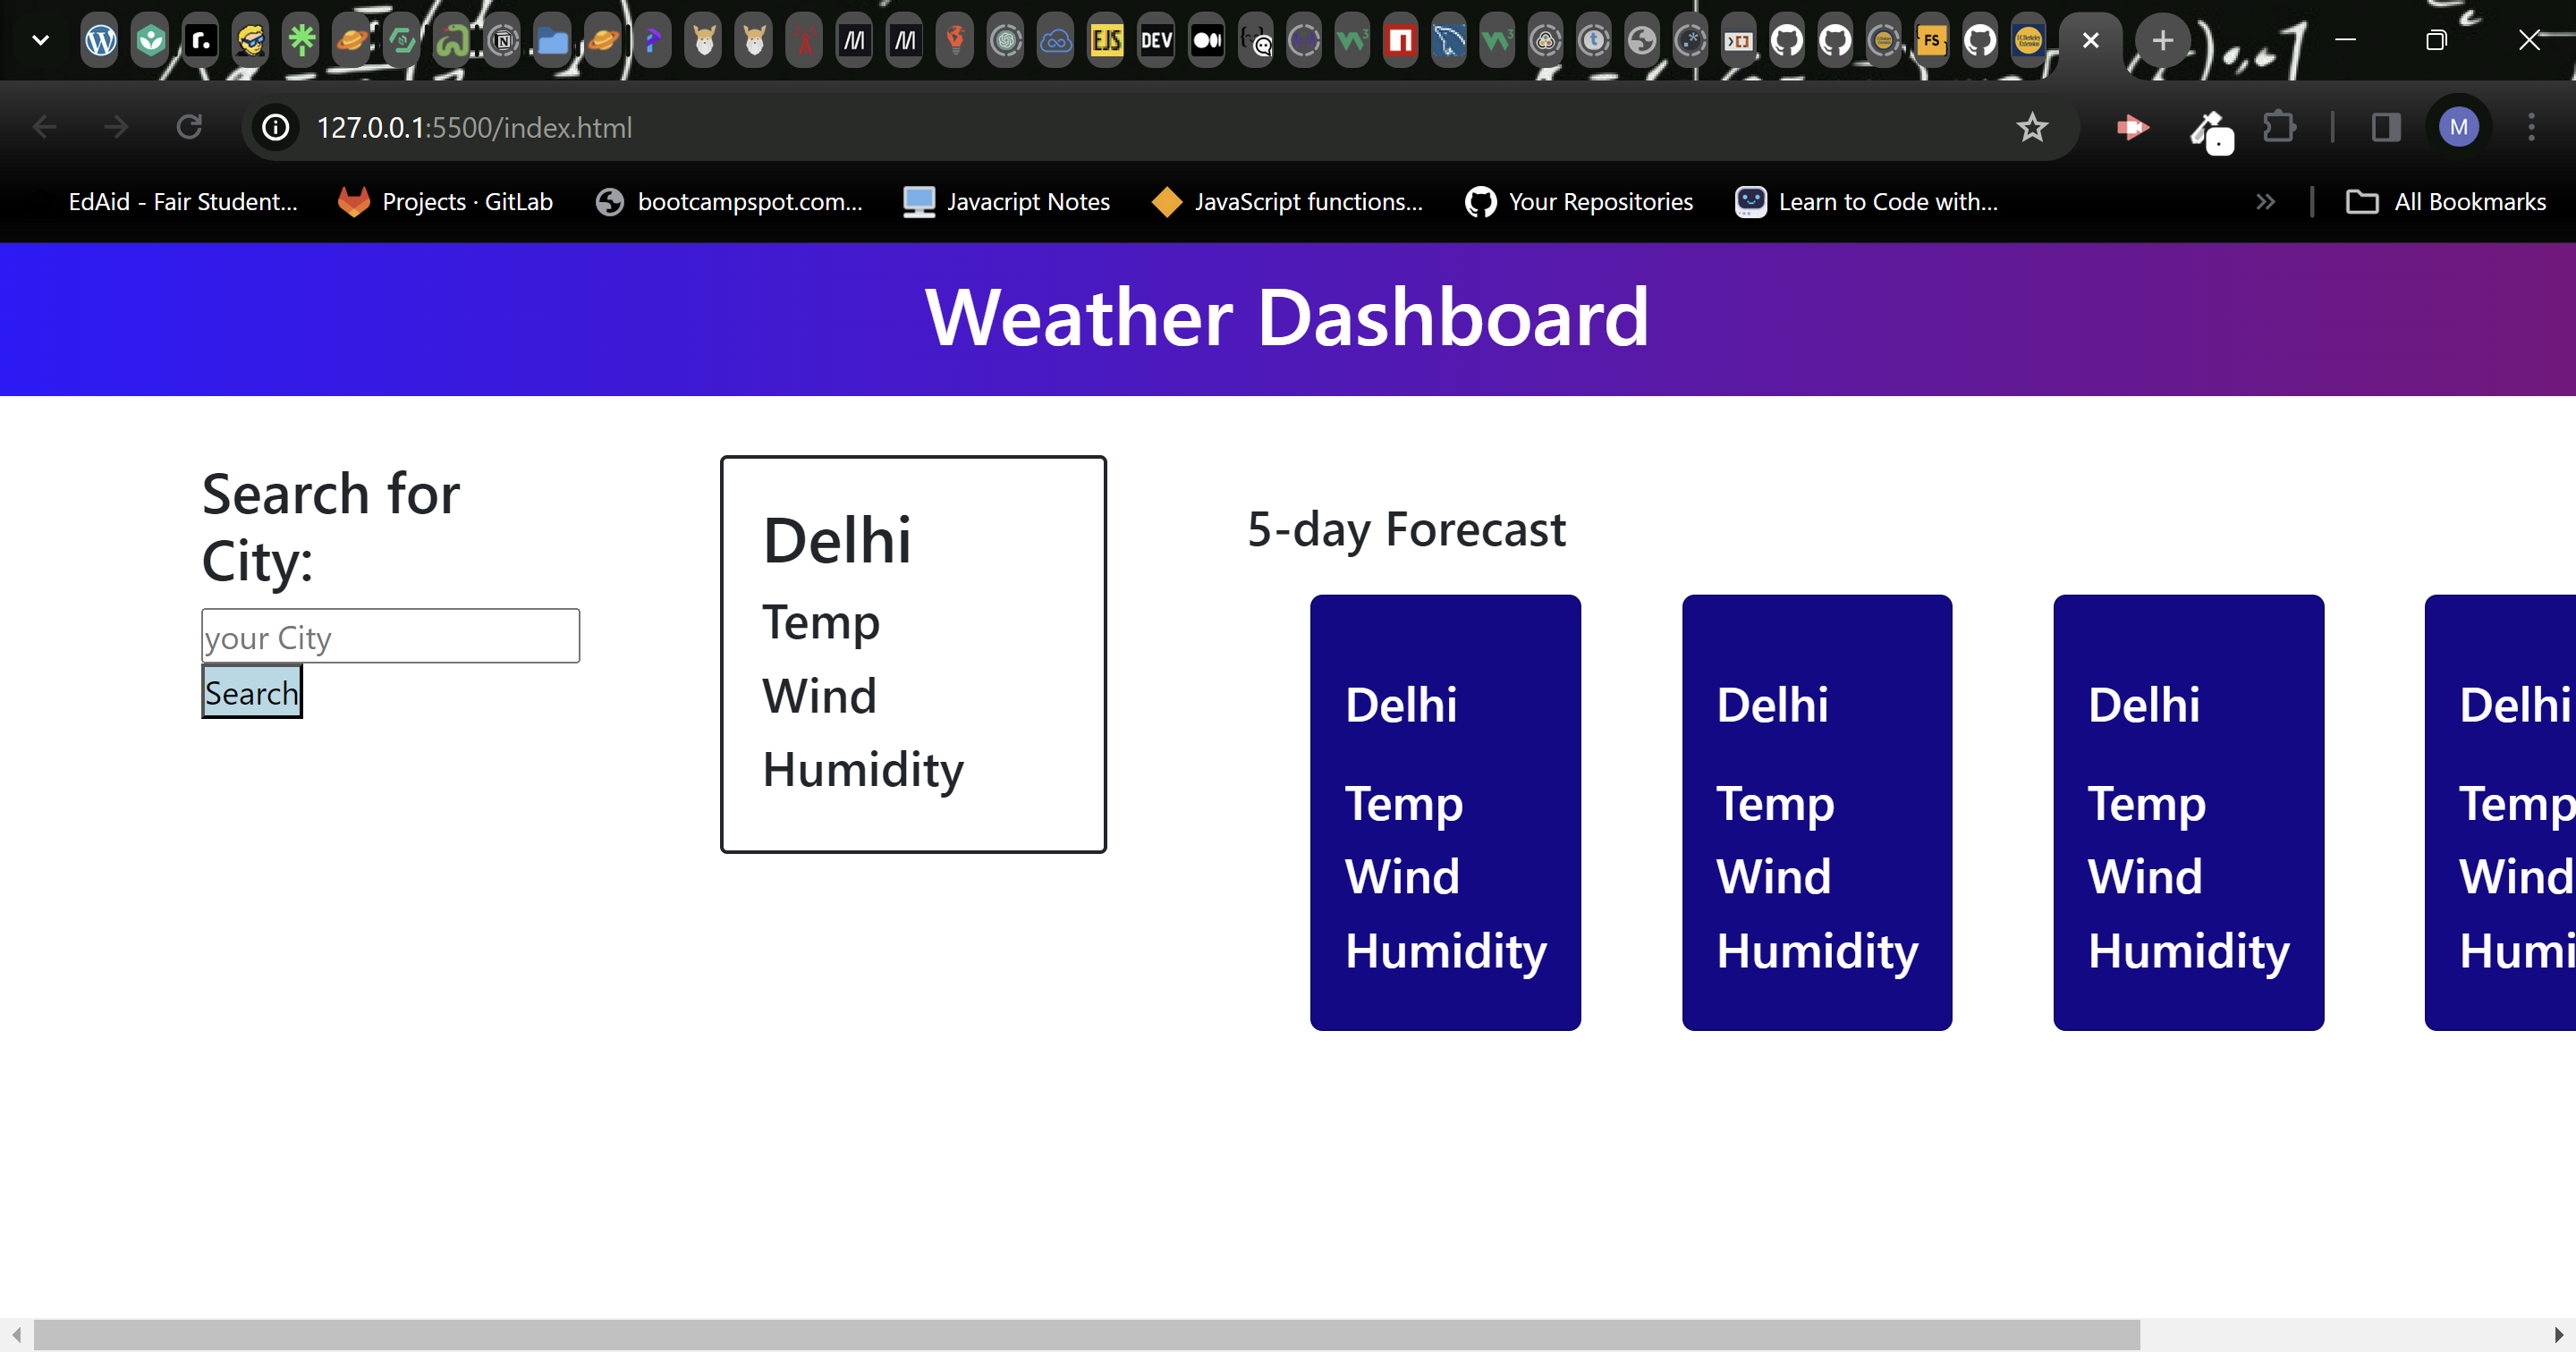 r.
EJS
DEV
FS
127.0.0.1:5500/index.html
M
EdAid - Fair Student...
Projects · GitLab
bootcampspot.com...
Javacript Notes
JavaScript functions...
Your Repositories
Learn to Code with...
All Bookmarks
Weather Dashboard
Search for
City:
your City
Search
Delhi
Temp
Wind
Humidity
5-day Forecast
Delhi
Temp
Wind
Humidity
Delhi
Temp
Wind
Humidity
Delhi
Temp
Wind
Humidity
Delhi
Temp
Wind
Humi